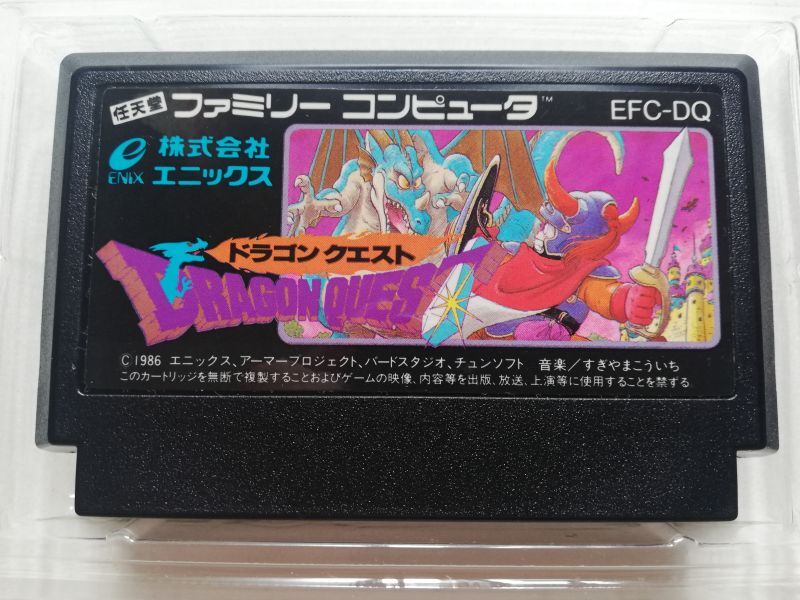 任天堂 ファミリー コンピュータ™ EFC-DQ
ENIX 株式会社
エニックス
ドラゴンクエスト
DRAGON QUEST
©1986 エニックス、アーマープロジェクト、バードスタジオ、チュンソフト 音楽／すぎやまこういち
このカートリッジを無断で複製することおよびゲームの映像、内容等を出版、放送、上演等に使用することを禁する